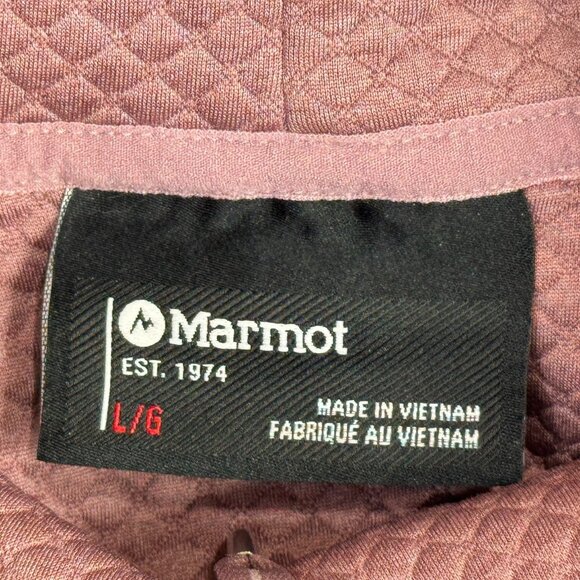 Marmot
EST. 1974
L/G
MADE IN VIETNAM
FABRIQUÉ AU VIETNAM